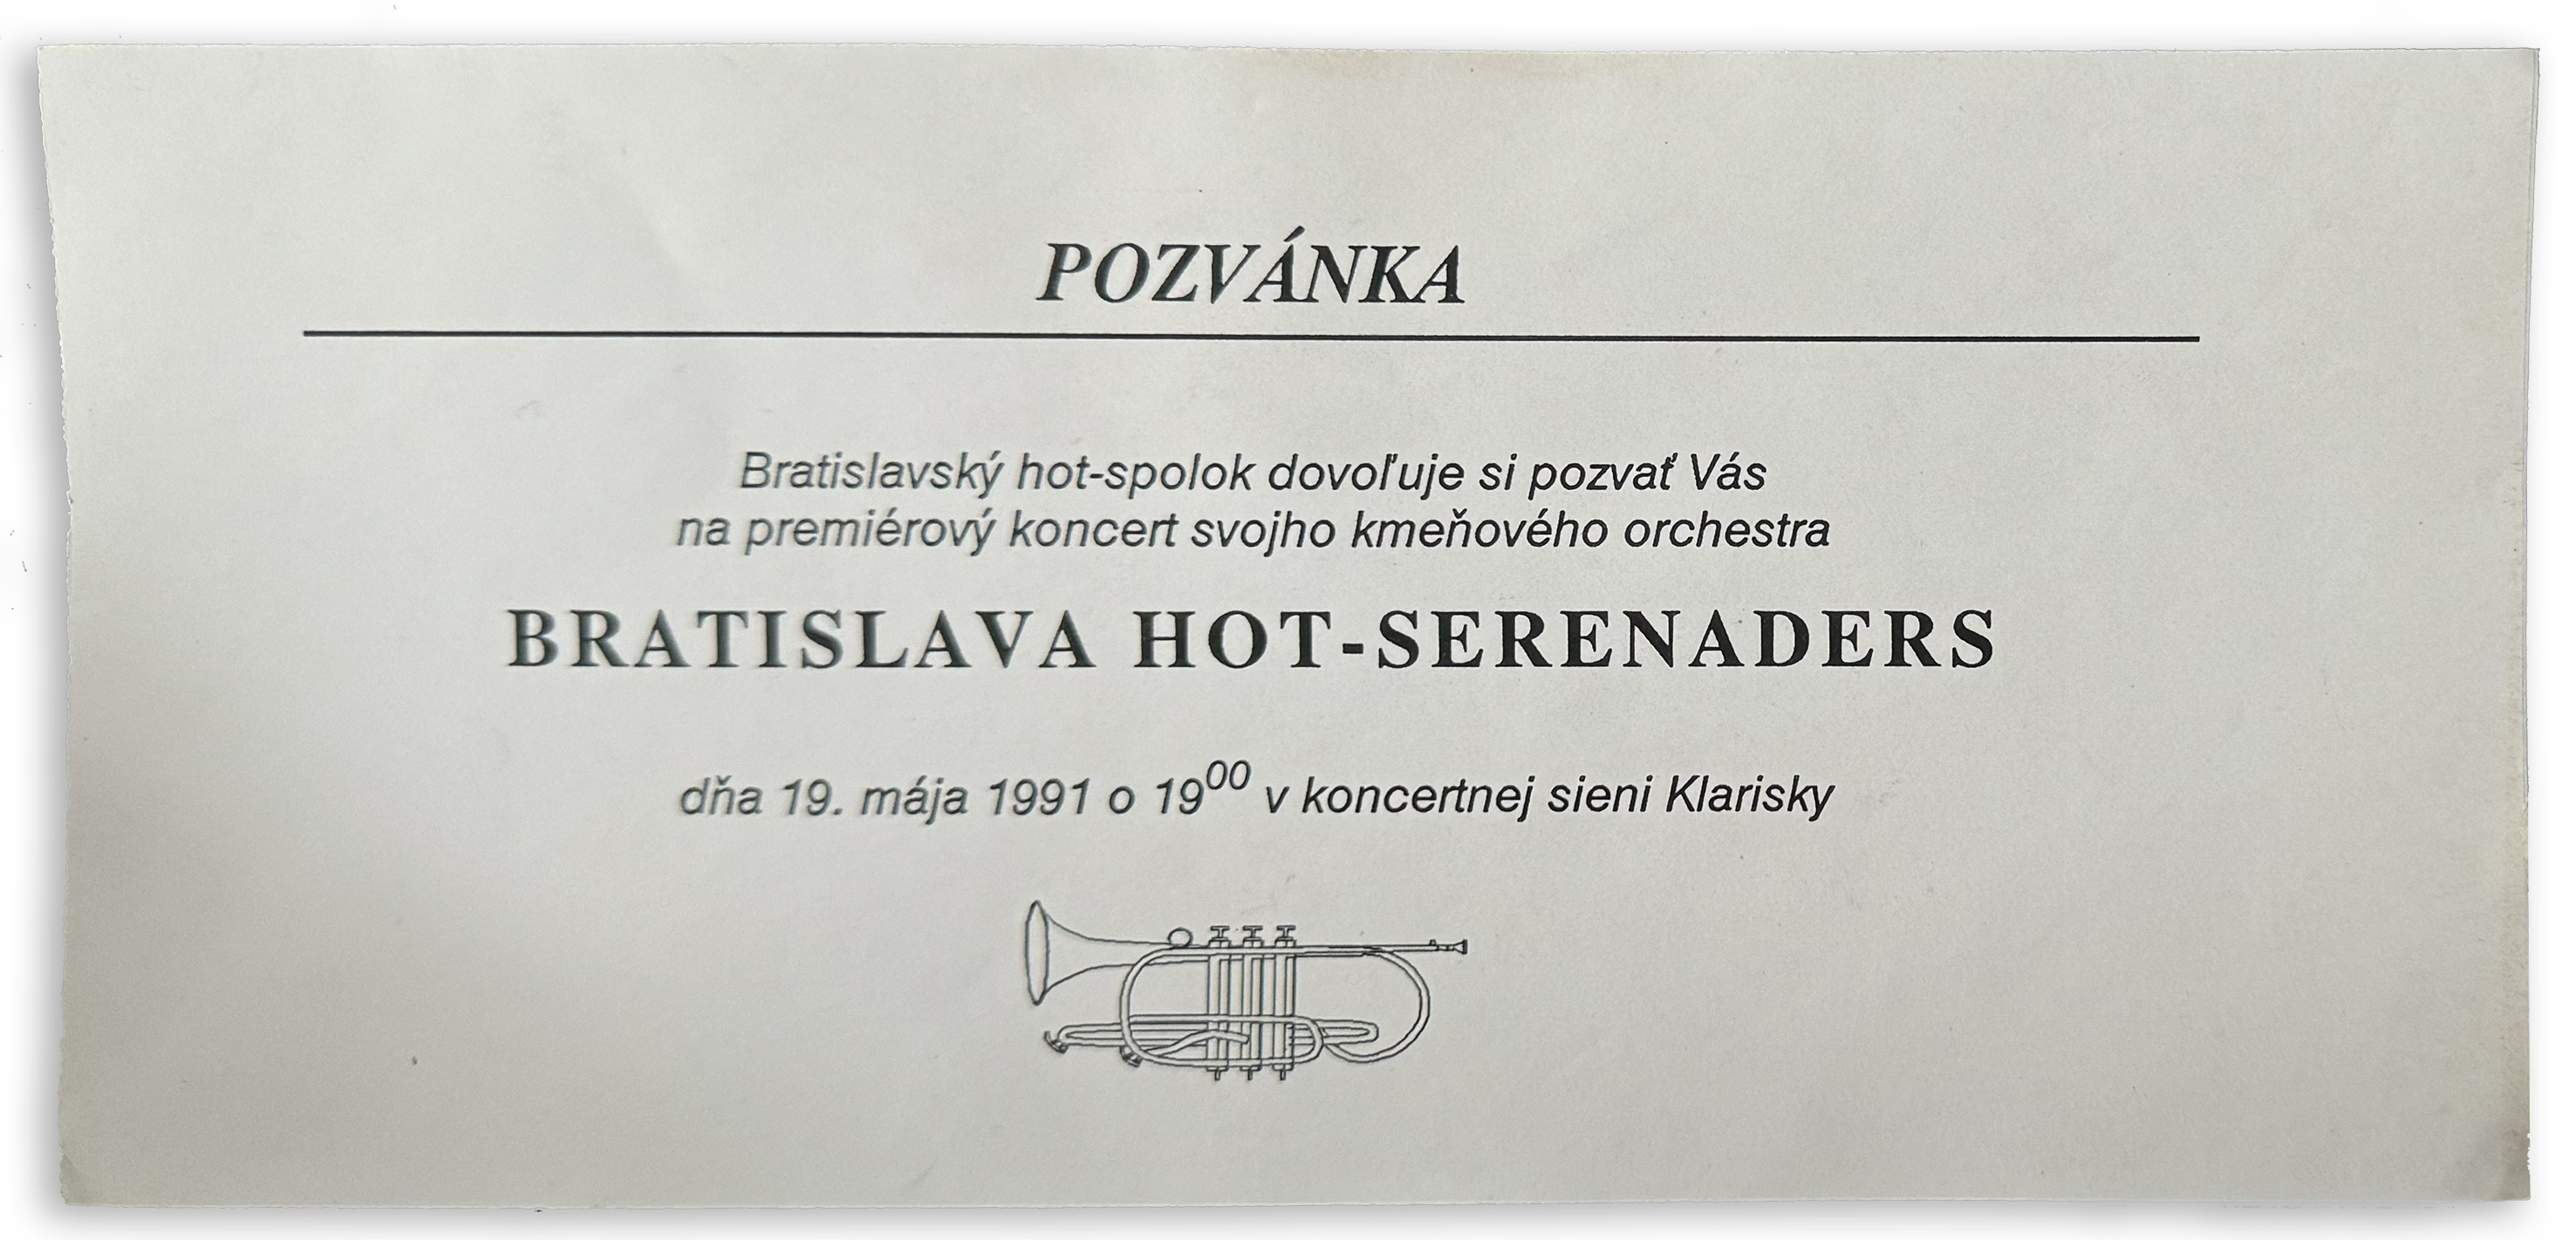 POZVÁNKA
Bratislavský hot-spolok dovoľuje si pozvať Vás
na premiérový koncert svojho kmeňového orchestra
BRATISLAVA HOT-SERENADERS
dňa 19. mája 1991 o 19⁰⁰ v koncertnej sieni Klarisky